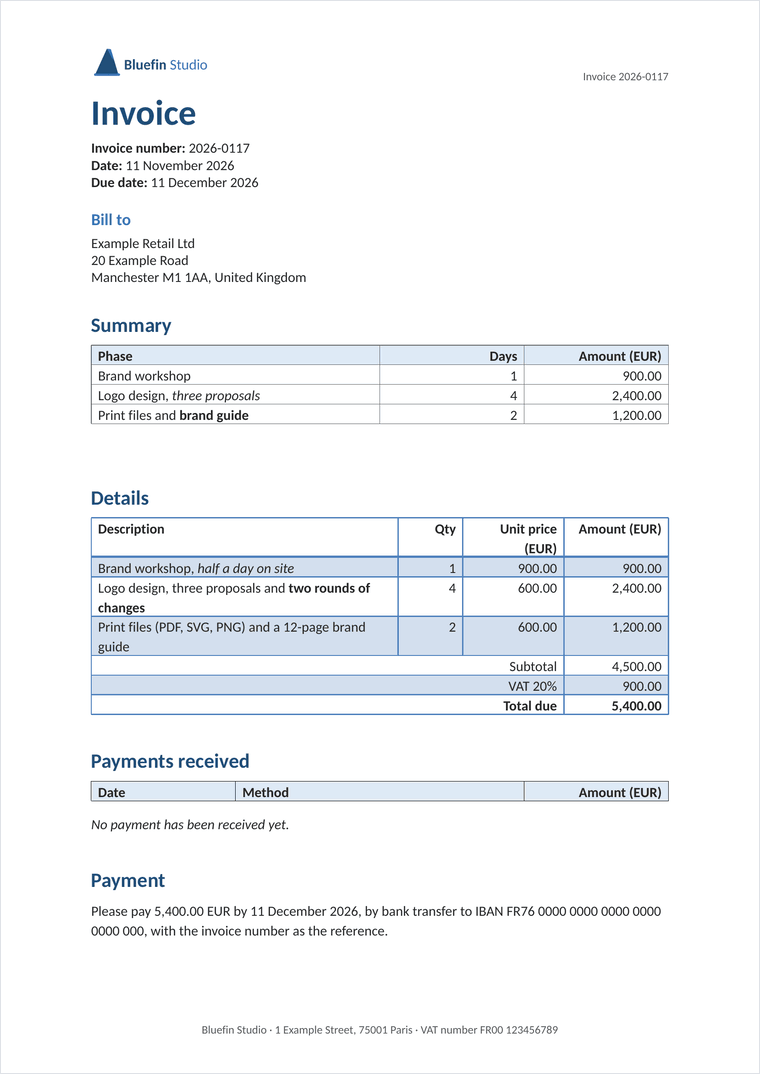 Bluefin Studio
Invoice 2026-0117
Invoice
Invoice number: 2026-0117
Date: 11 November 2026
Due date: 11 December 2026
Bill to
Example Retail Ltd
20 Example Road
Manchester M1 1AA, United Kingdom
Summary
Phase Days Amount (EUR)
Brand workshop 1 900.00
Logo design, three proposals 4 2,400.00
Print files and brand guide 2 1,200.00
Details
Description Qty Unit price Amount (EUR)
(EUR)
Brand workshop, half a day on site 1 900.00 900.00
Logo design, three proposals and two rounds of 4 600.00 2,400.00
changes
Print files (PDF, SVG, PNG) and a 12-page brand 2 600.00 1,200.00
guide
Subtotal 4,500.00
VAT 20% 900.00
Total due 5,400.00
Payments received
Date Method Amount (EUR)
No payment has been received yet.
Payment
Please pay 5,400.00 EUR by 11 December 2026, by bank transfer to IBAN FR76 0000 0000 0000 0000
0000 000, with the invoice number as the reference.
Bluefin Studio · 1 Example Street, 75001 Paris · VAT number FR00 123456789